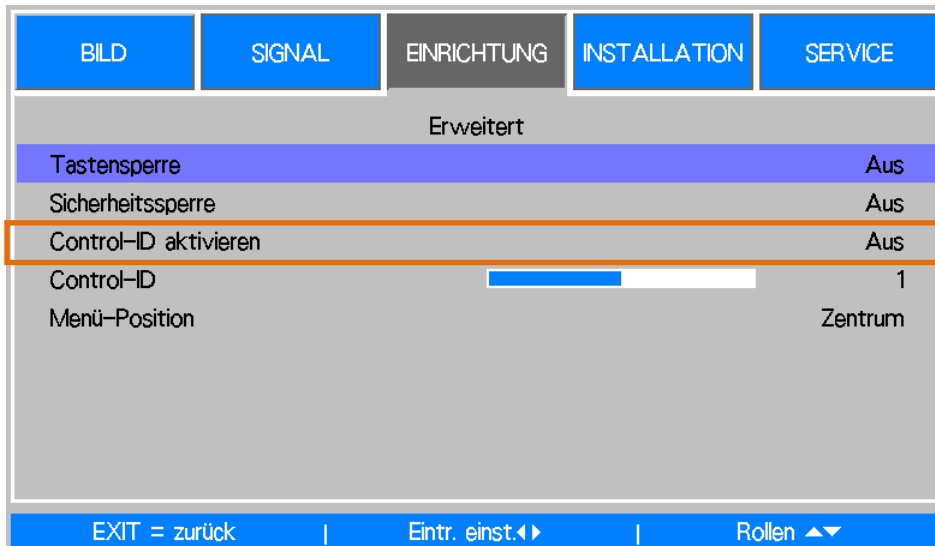 BILD SIGNAL EINRICHTUNG INSTALLATION SERVICE
Erweitert
Tastensperre Aus
Sicherheitssperre Aus
Control-ID aktivieren Aus
Control-ID 1
Menü-Position Zentrum
EXIT = zurück | Eintr. einst.◀▶ | Rollen ▲▼